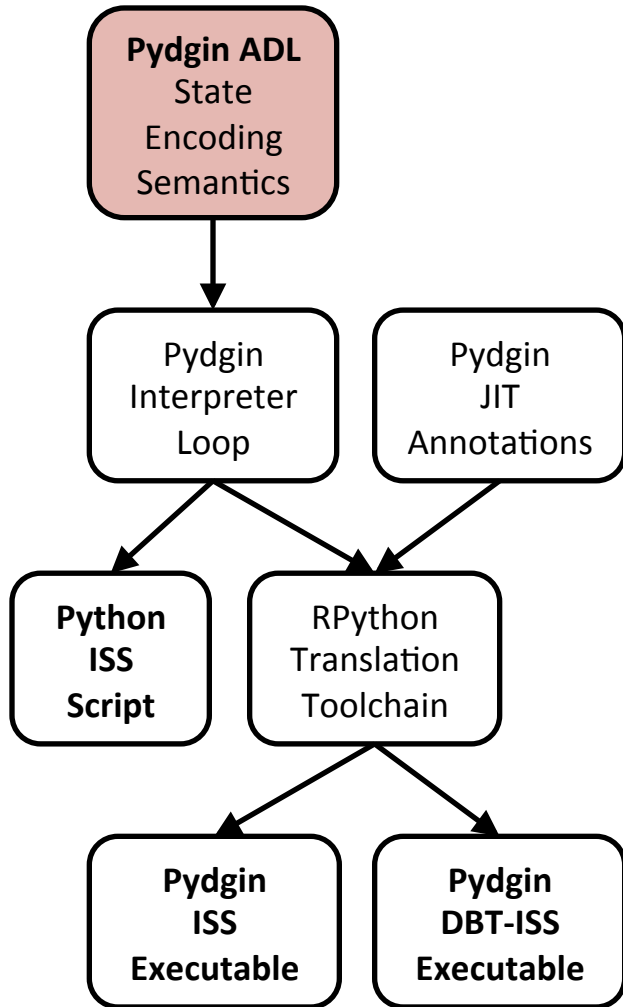 Pydgin ADL
State
Encoding
Semantics
Pydgin
Interpreter
Loop
Pydgin
JIT
Annotations
Python
ISS
Script
RPython
Translation
Toolchain
Pydgin
ISS
Executable
Pydgin
DBT-ISS
Executable